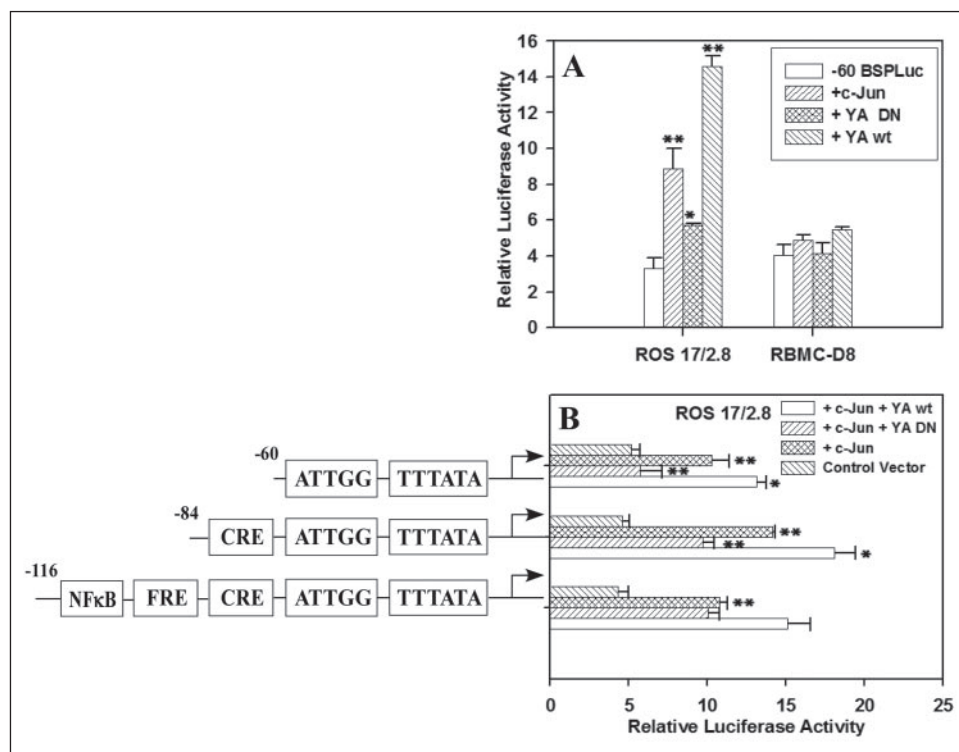 A
Relative Luciferase Activity
16
14
12
10
8
6
4
2
0
**
*
**
-60 BSPLuc
+c-Jun
+ YA DN
+ YA wt
ROS 17/2.8
RBMC-D8
B
ROS 17/2.8
+ c-Jun + YA wt
+ c-Jun + YA DN
+ c-Jun
Control Vector
-60
ATTGG TTTATA
**
**
*
-84
CRE ATTGG TTTATA
**
**
*
-116
NFκB FRE CRE ATTGG TTTATA
**
0 5 10 15 20 25
Relative Luciferase Activity